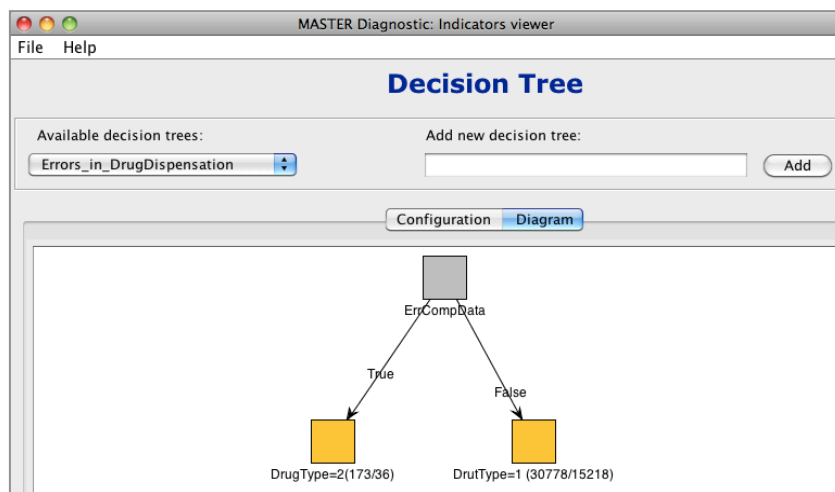 MASTER Diagnostic: Indicators viewer
File Help
Decision Tree
Available decision trees: Add new decision tree:
Errors_in_DrugDispensation Add
Configuration Diagram
ErrCompData
True False
DrugType=2(173/36) DrutType=1 (30778/15218)